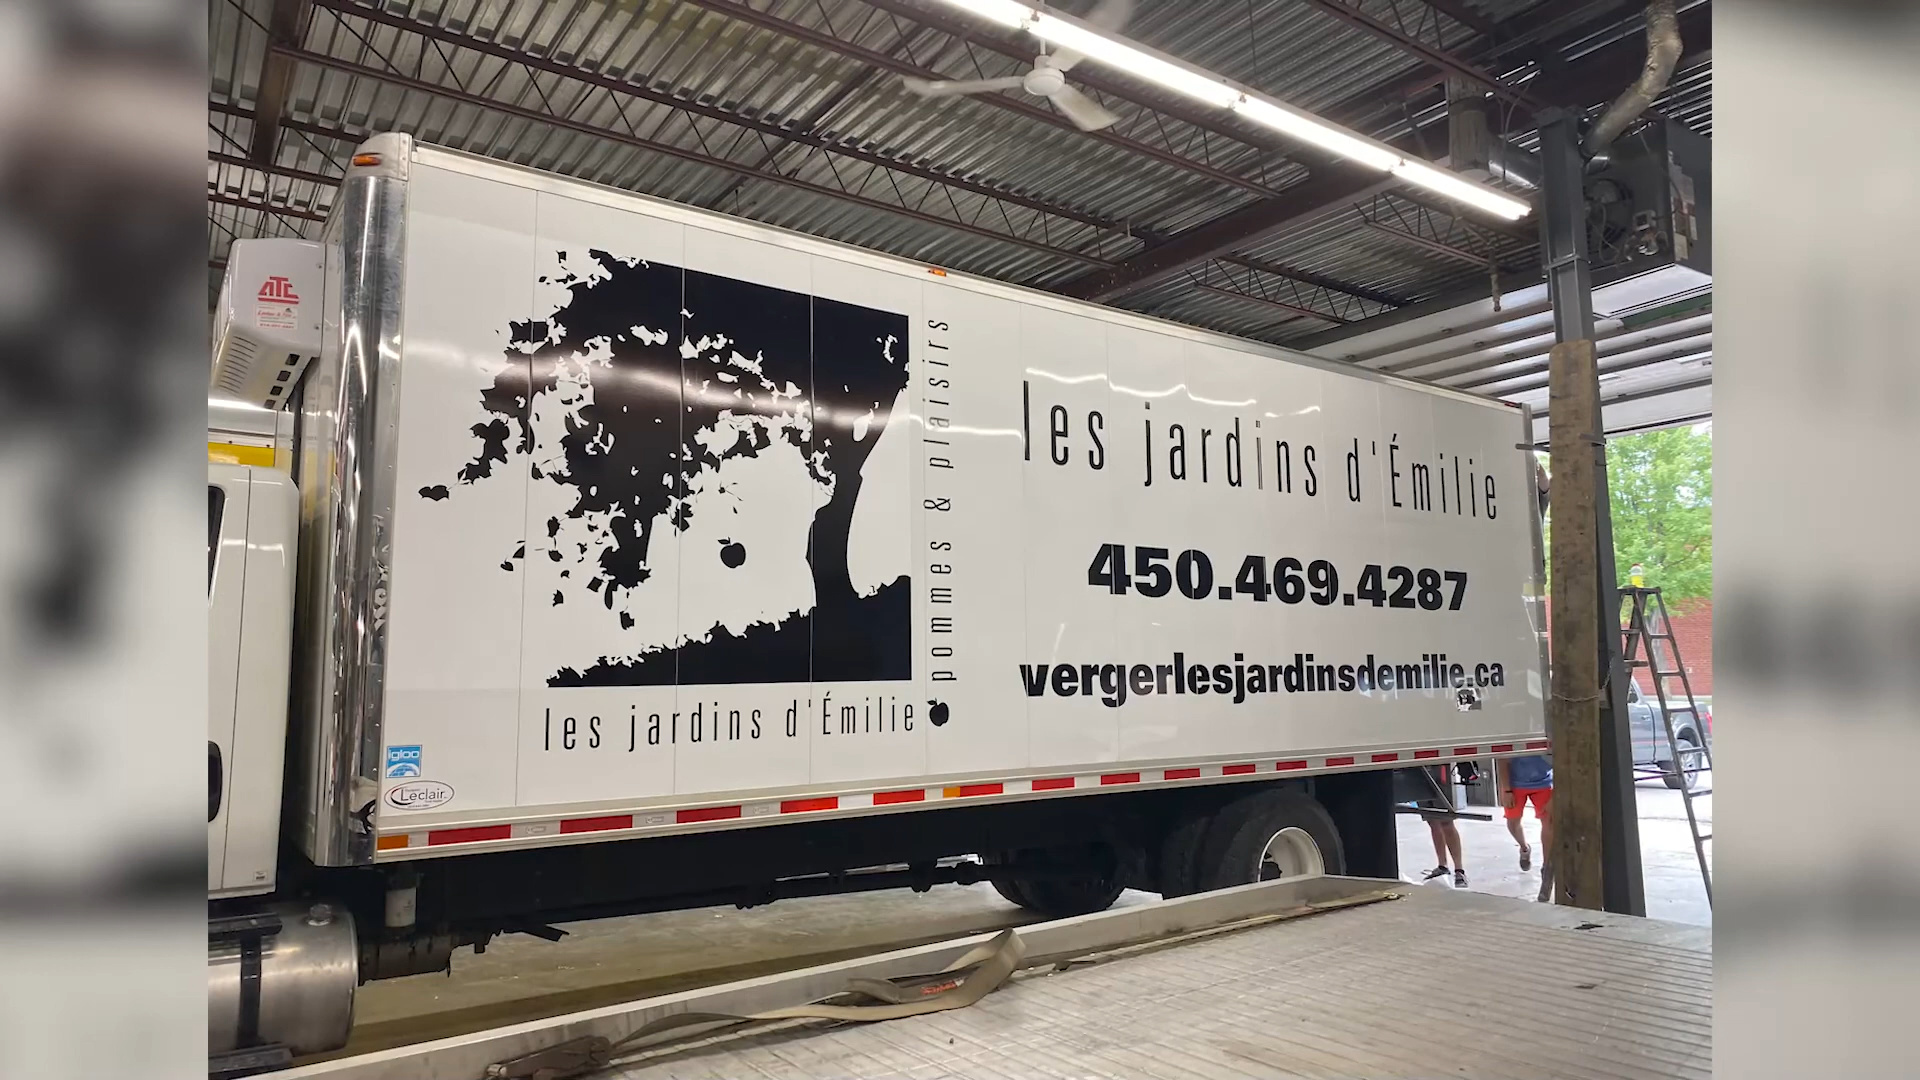 ATC
les jardins d'Émilie
pommes & plaisirs
les jardins d'Émilie
450.469.4287
vergerlesjardinsdemilie.ca
igloo
Leclair